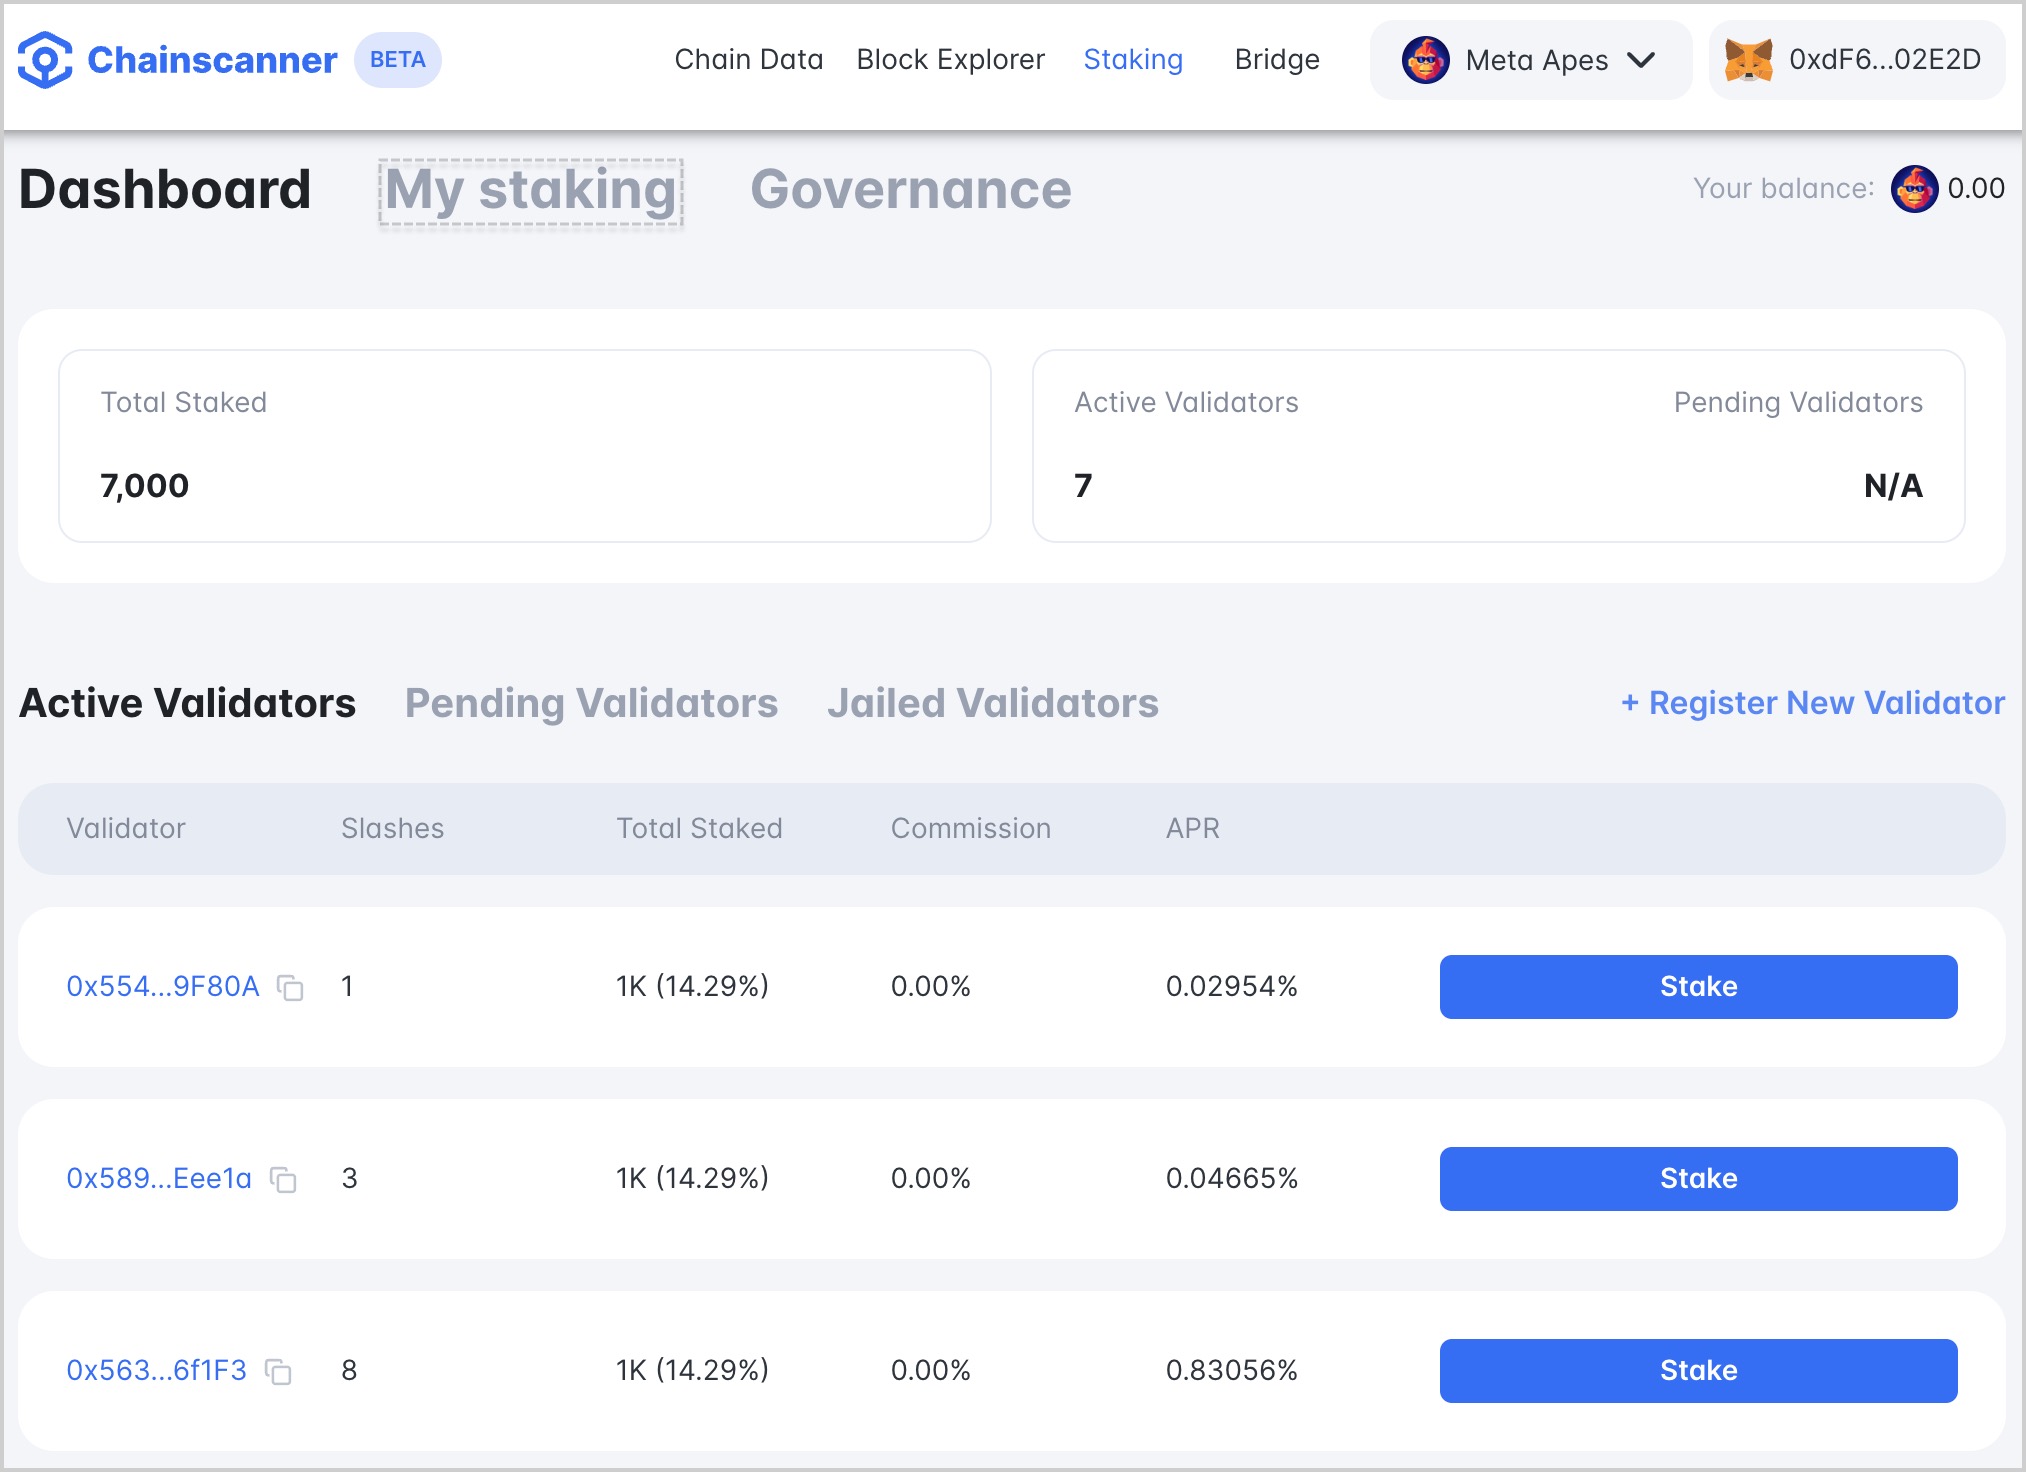 Chainscanner BETA Chain Data Block Explorer Staking Bridge Meta Apes 0xdF6...02E2D
Dashboard My staking Governance Your balance: 0.00
Total Staked Active Validators Pending Validators
7,000 7 N/A
Active Validators Pending Validators Jailed Validators + Register New Validator
Validator Slashes Total Staked Commission APR
0x554...9F80A 1 1K (14.29%) 0.00% 0.02954% Stake
0x589...Eee1a 3 1K (14.29%) 0.00% 0.04665% Stake
0x563...6f1F3 8 1K (14.29%) 0.00% 0.83056% Stake